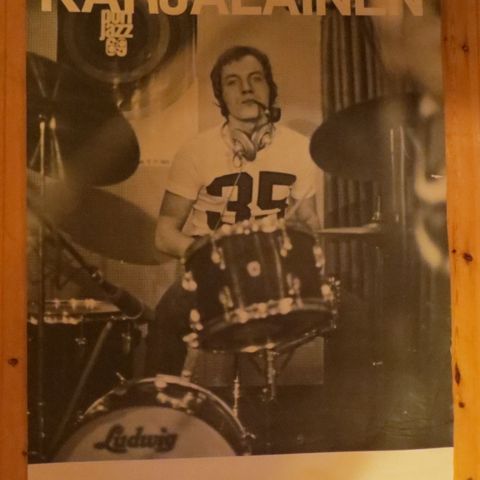 KARJALAINEN
pori
jazz
69
35
Ludwig